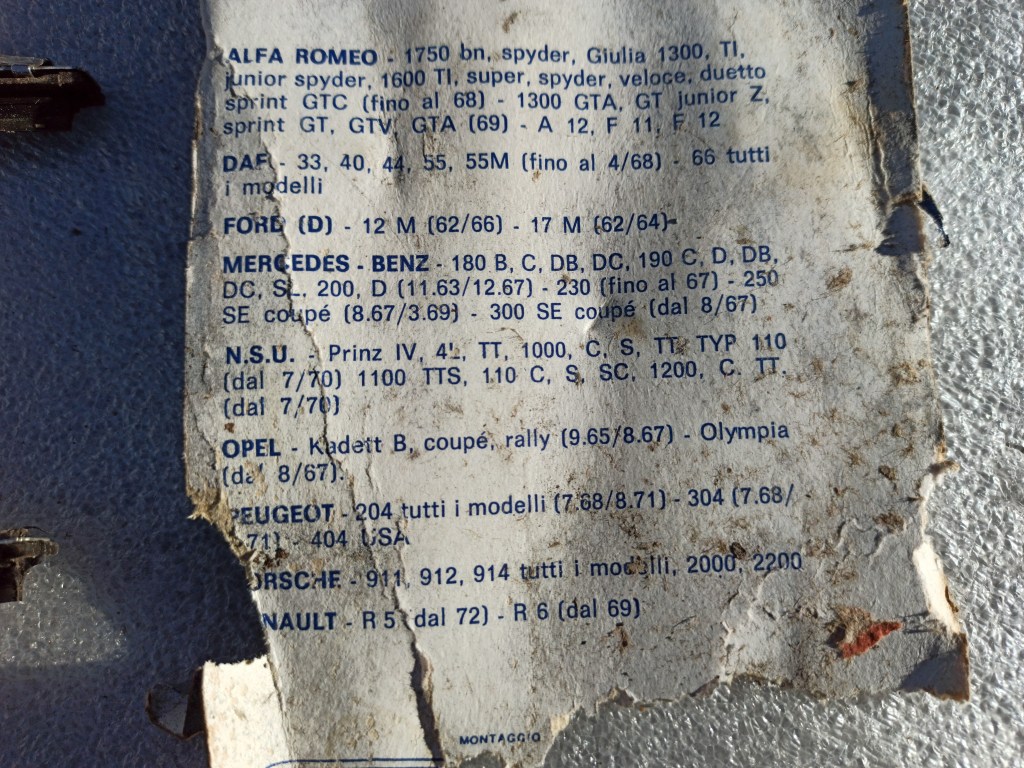 ALFA ROMEO - 1750 bn, spyder, Giulia 1300, TI,
junior spyder, 1600 TI, super, spyder, veloce, duetto
sprint GTC (fino al 68) - 1300 GTA, GT junior Z,
sprint GT, GTV, GTA (69) - A 12, F 11, F 12
DAF - 33, 40, 44, 55, 55M (fino al 4/68) - 66 tutti
i modelli
FORD (D) - 12 M (62/66) - 17 M (62/64)-
MERCEDES - BENZ - 180 B, C, DB, DC, 190 C, D, DB,
DC, SL, 200, D (11.63/12.67) - 230 (fino al 67) - 250
SE coupé (8.67/3.69) - 300 SE coupé (dal 8/67)
N.S.U. - Prinz IV, 4L, TT, 1000, C, S, TT, TYP 110
(dal 7/70) 1100 TTS, 110 C, S, SC, 1200, C. TT.
(dal 7/70)
OPEL - Kadett B, coupé, rally (9.65/8.67) - Olympia
(dal 8/67).
PEUGEOT - 204 tutti i modelli (7.68/8.71) - 304 (7.68/
71) - 404 USA
ORSCHE - 911, 912, 914 tutti i modelli, 2000, 2200
NAULT - R 5 (dal 72) - R 6 (dal 69)
MONTAGGIO